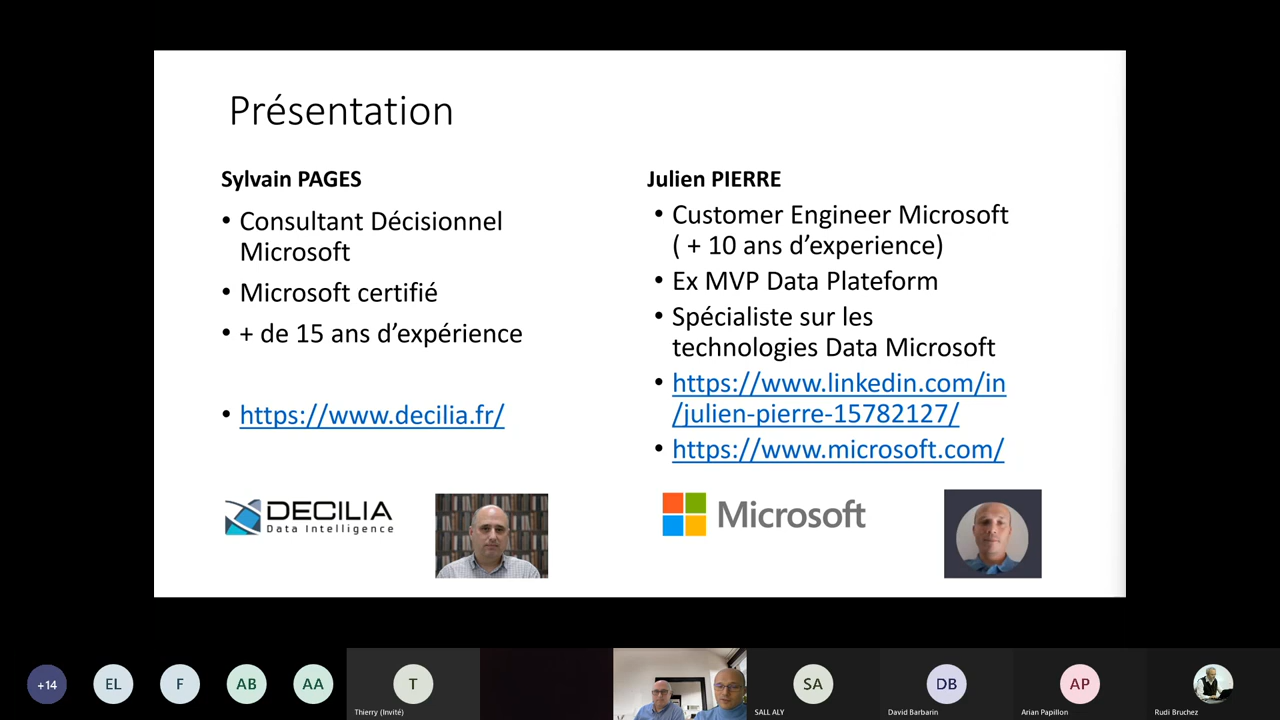 Présentation
Sylvain PAGES
• Consultant Décisionnel
Microsoft
• Microsoft certifié
• + de 15 ans d’expérience
• https://www.decilia.fr/
DECILIA
Data Intelligence
Julien PIERRE
• Customer Engineer Microsoft
( + 10 ans d’experience)
• Ex MVP Data Plateform
• Spécialiste sur les
technologies Data Microsoft
• https://www.linkedin.com/in
/julien-pierre-15782127/
• https://www.microsoft.com/
Microsoft
+14
EL
F
AB
AA
T
Thierry (Invité)
SA
SALL ALY
DB
David Barbarin
AP
Arian Papillon
Rudi Bruchez